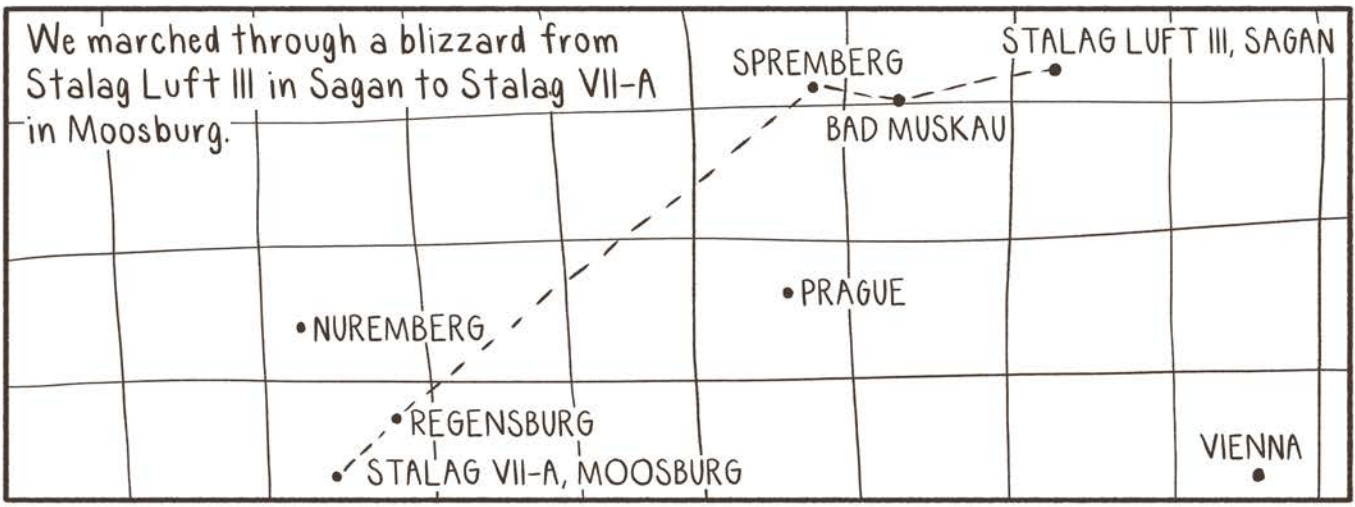 We marched through a blizzard from
Stalag Luft III in Sagan to Stalag VII-A
in Moosburg.
STALAG LUFT III, SAGAN
SPREMBERG
BAD MUSKAU
PRAGUE
NUREMBERG
REGENSBURG
VIENNA
STALAG VII-A, MOOSBURG